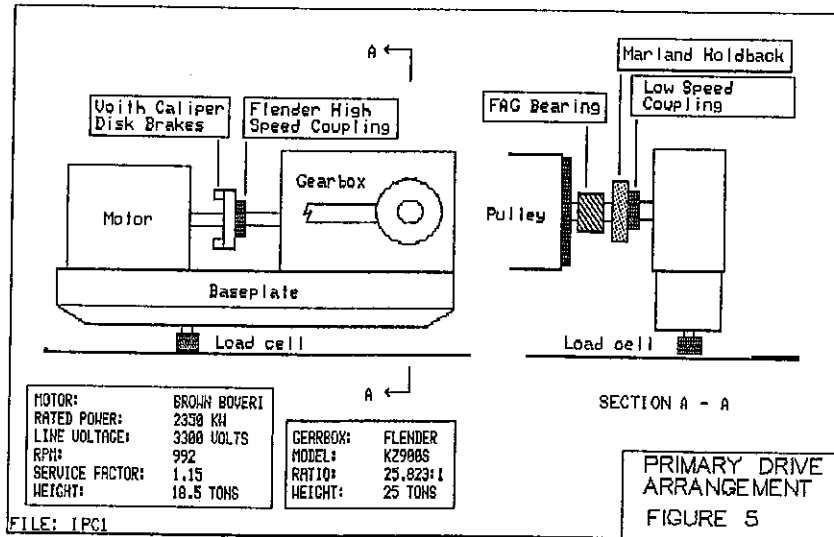 A
Marland Holdback
Voith Caliper
Disk Brakes
Flender High
Speed Coupling
FAG Bearing
Low Speed
Coupling
Motor
Gearbox
Pulley
Baseplate
Load cell
Load cell
A
SECTION A - A
MOTOR: BROWN BOVERI
RATED POWER: 2350 KW
LINE VOLTAGE: 3300 VOLTS
RPM: 992
SERVICE FACTOR: 1.15
WEIGHT: 18.5 TONS
GEARBOX: FLENDER
MODEL: KZ900S
RATIO: 25.823:1
WEIGHT: 25 TONS
PRIMARY DRIVE
ARRANGEMENT
FIGURE 5
FILE: IPC1